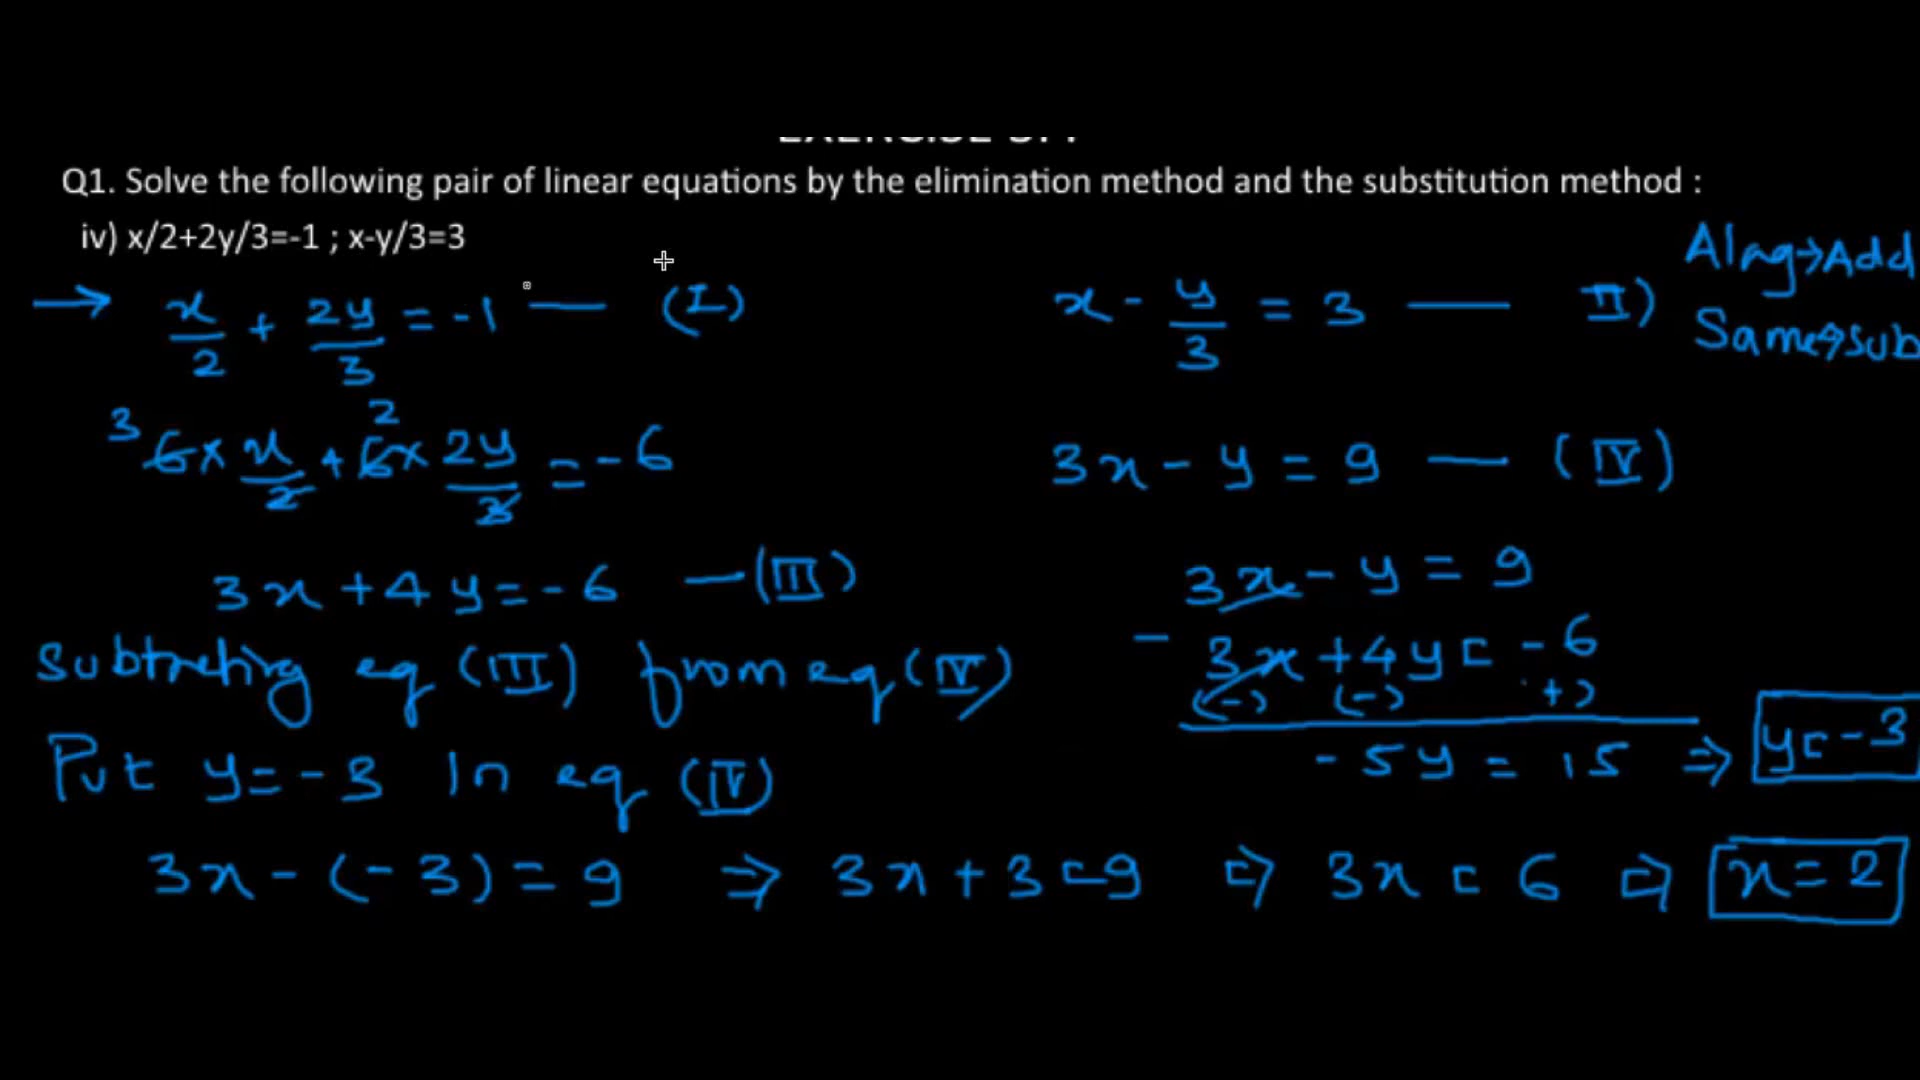 Q1. Solve the following pair of linear equations by the elimination method and the substitution method :
iv) x/2+2y/3=-1 ; x-y/3=3
Alag→Add
Same→Sub
→ x/2 + 2y/3 = -1 — (I)
x - y/3 = 3 — II)
3 6× x/2 + 2 6× 2y/3 = -6
3x - y = 9 — (IV)
3x + 4y = -6 — (III)
3x - y = 9
- 3x + 4y = -6
(-) (-) +)
-5y = 15 ⇒ y = -3
Subtrcting eq (III) from eq (IV)
Put y = -3 In eq (IV)
3x - (-3) = 9 ⇒ 3x + 3 = 9 ⇒ 3x = 6 ⇒ x = 2